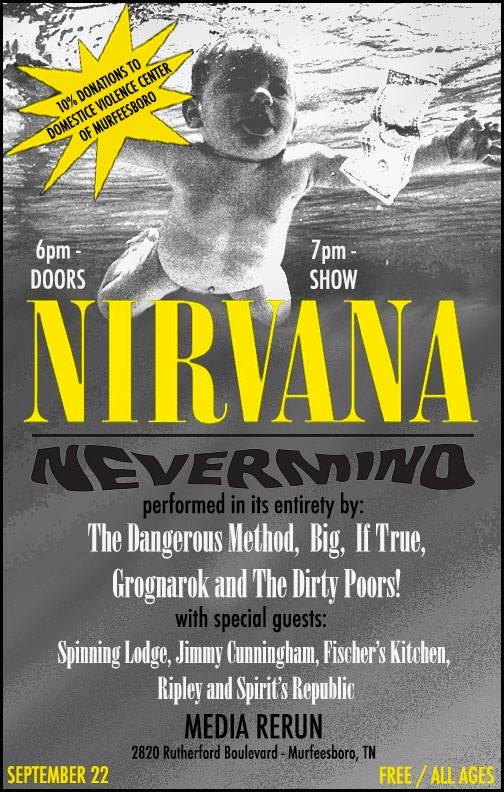 10% DONATIONS TO
DOMESTICE VIOLENCE CENTER
OF MURFEESBORO
6pm -
DOORS
7pm -
SHOW
NIRVANA
NEVERMIND
performed in its entirety by:
The Dangerous Method, Big, If True,
Grognarok and The Dirty Poors!
with special guests:
Spinning Lodge, Jimmy Cunningham, Fischer's Kitchen,
Ripley and Spirit's Republic
MEDIA RERUN
2820 Rutherford Boulevard - Murfeesboro, TN
SEPTEMBER 22
FREE / ALL AGES